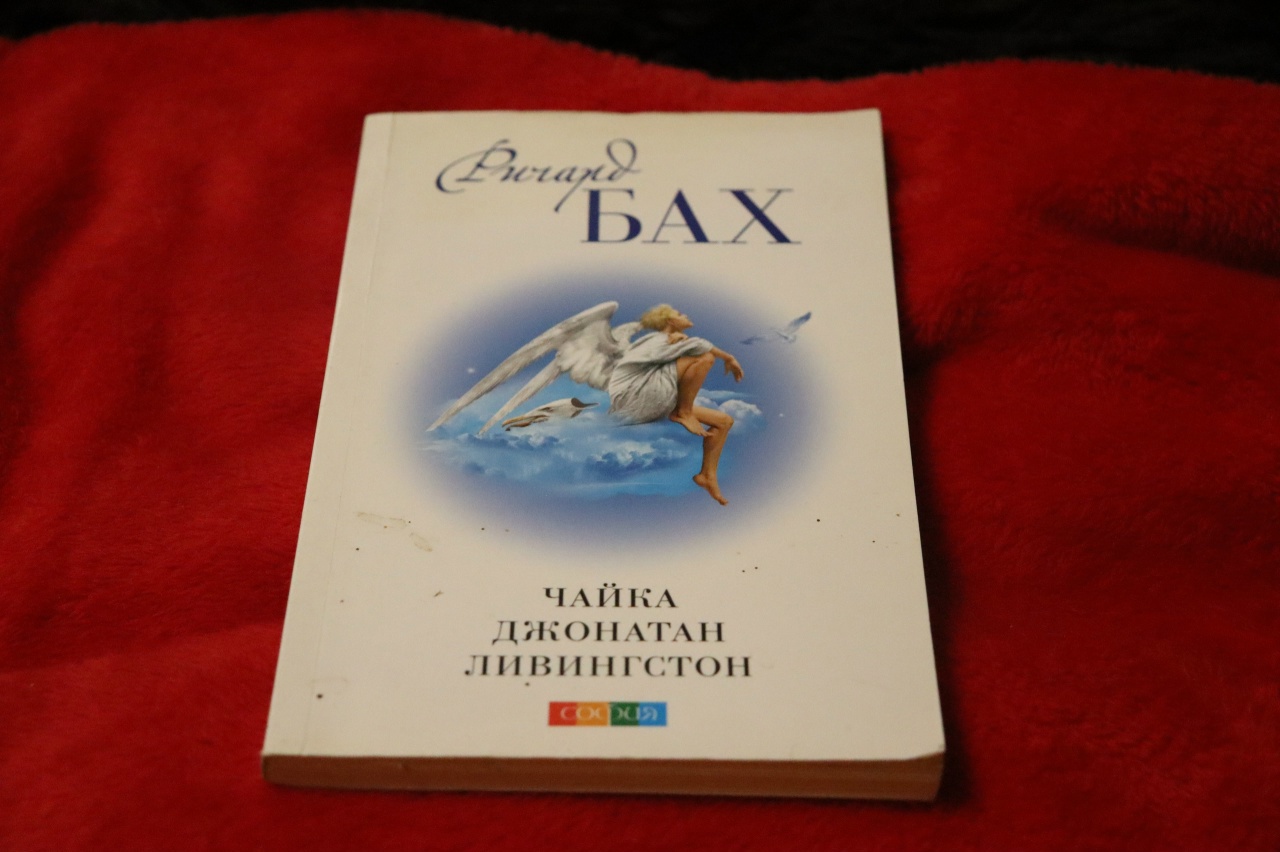 Ричард
БАХ
ЧАЙКА
ДЖОНАТАН
ЛИВИНГСТОН
СОФИЯ